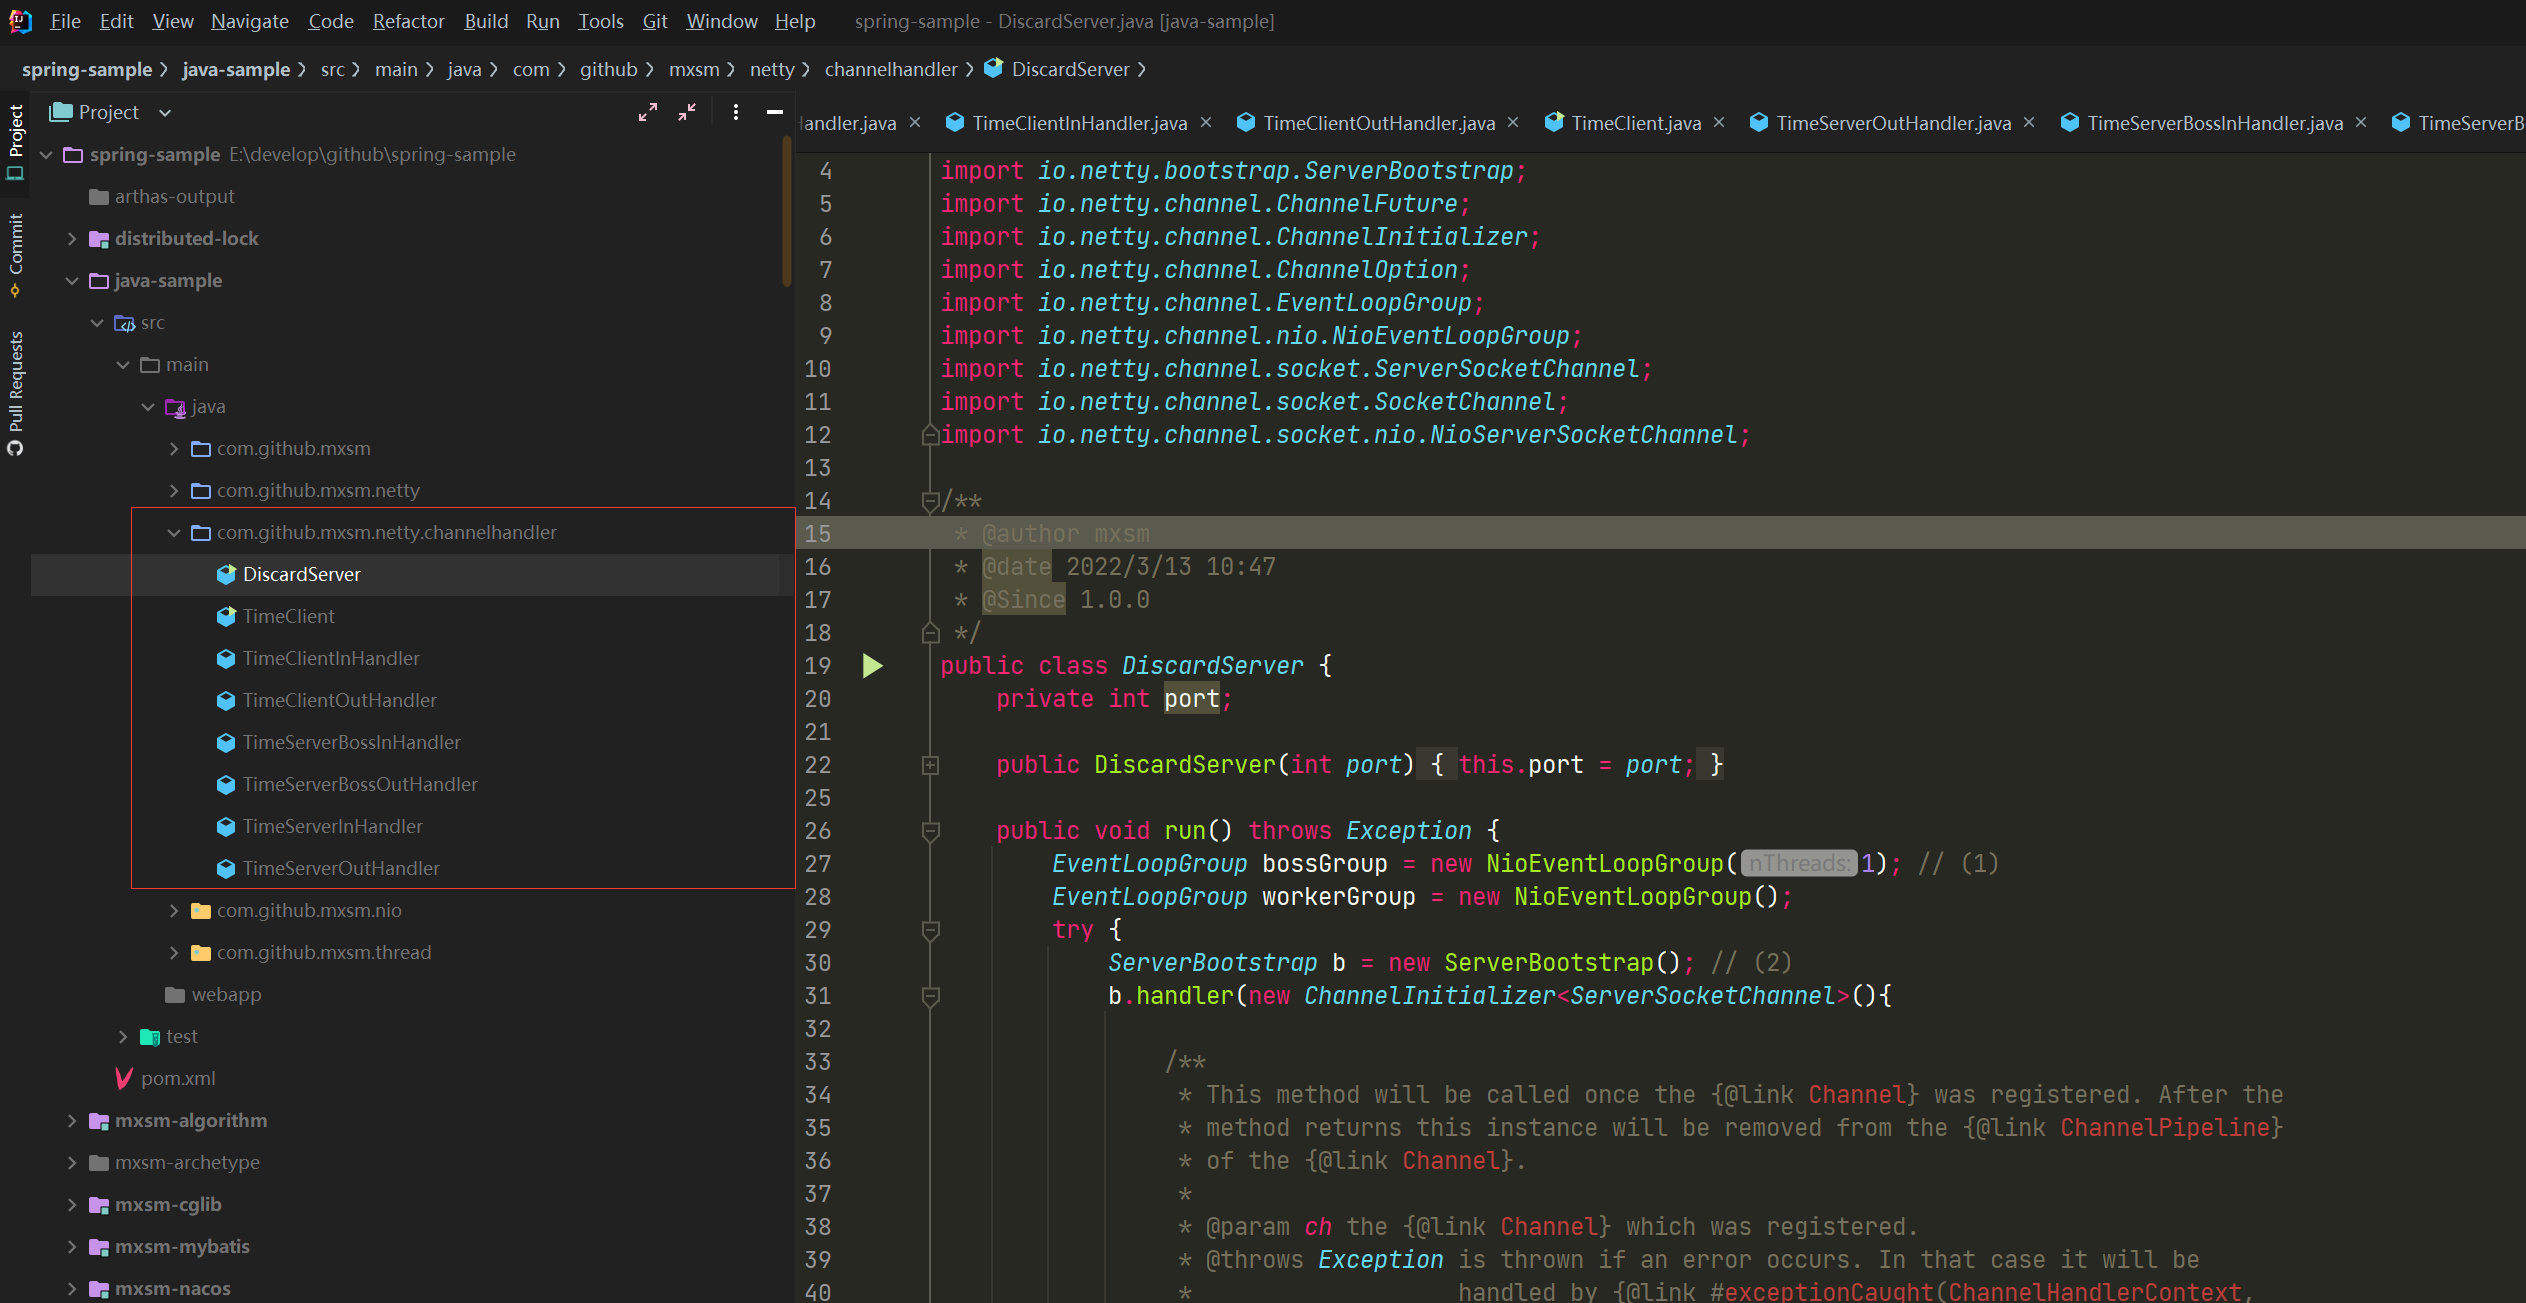 File Edit View Navigate Code Refactor Build Run Tools Git Window Help spring-sample - DiscardServer.java [java-sample]
spring-sample java-sample src main java com github mxsm netty channelhandler DiscardServer
Project
Commit
Pull Requests
Project
spring-sample E:\develop\github\spring-sample
arthas-output
distributed-lock
java-sample
src
main
java
com.github.mxsm
com.github.mxsm.netty
com.github.mxsm.netty.channelhandler
DiscardServer
TimeClient
TimeClientInHandler
TimeClientOutHandler
TimeServerBossInHandler
TimeServerBossOutHandler
TimeServerInHandler
TimeServerOutHandler
com.github.mxsm.nio
com.github.mxsm.thread
webapp
test
pom.xml
mxsm-algorithm
mxsm-archetype
mxsm-cglib
mxsm-mybatis
mxsm-nacos
andler.java TimeClientInHandler.java TimeClientOutHandler.java TimeClient.java TimeServerOutHandler.java TimeServerBossInHandler.java TimeServerB
4 import io.netty.bootstrap.ServerBootstrap;
5 import io.netty.channel.ChannelFuture;
6 import io.netty.channel.ChannelInitializer;
7 import io.netty.channel.ChannelOption;
8 import io.netty.channel.EventLoopGroup;
9 import io.netty.channel.nio.NioEventLoopGroup;
10 import io.netty.channel.socket.ServerSocketChannel;
11 import io.netty.channel.socket.SocketChannel;
12 import io.netty.channel.socket.nio.NioServerSocketChannel;
13
14 /**
15 * @author mxsm
16 * @date 2022/3/13 10:47
17 * @Since 1.0.0
18 */
19 public class DiscardServer {
20 private int port;
21
22 public DiscardServer(int port) { this.port = port; }
25
26 public void run() throws Exception {
27 EventLoopGroup bossGroup = new NioEventLoopGroup( nThreads: 1); // (1)
28 EventLoopGroup workerGroup = new NioEventLoopGroup();
29 try {
30 ServerBootstrap b = new ServerBootstrap(); // (2)
31 b.handler(new ChannelInitializer<ServerSocketChannel>(){
32
33 /**
34 * This method will be called once the {@link Channel} was registered. After the
35 * method returns this instance will be removed from the {@link ChannelPipeline}
36 * of the {@link Channel}.
37 *
38 * @param ch the {@link Channel} which was registered.
39 * @throws Exception is thrown if an error occurs. In that case it will be
40 * handled by {@link #exceptionCaught(ChannelHandlerContext,